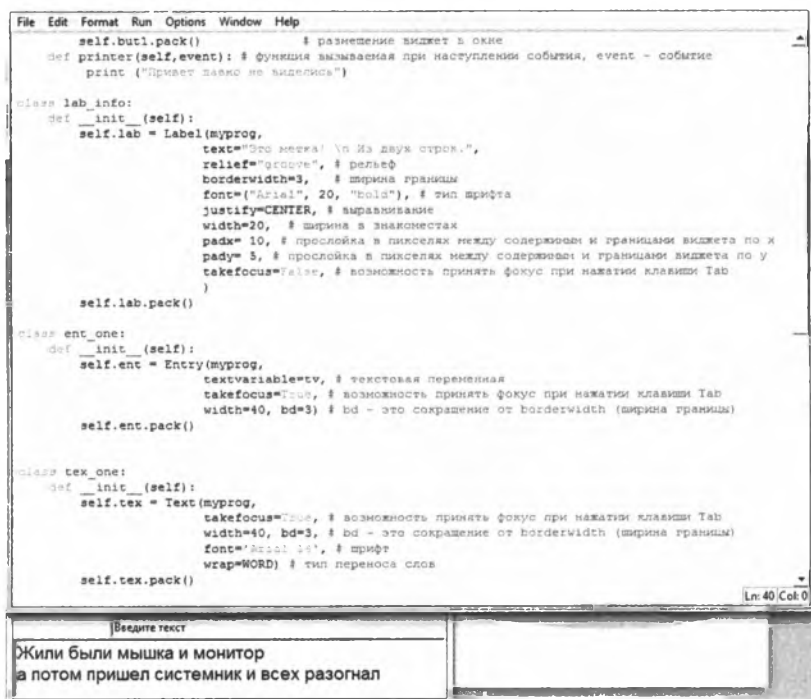 File Edit Format Run Options Window Help
self.but1.pack() # размещение виджет в окне
def printer(self,event): # функция вызываемая при наступлении события, event - событие
print ("Привет давно не виделись")
class lab_info:
def __init__(self):
self.lab = Label(myprog,
text="Это метка! \n Из двух строк.",
relief="groove", # рельеф
borderwidth=3, # ширина границы
font=("Arial", 20, "bold"), # тип шрифта
justify=CENTER, # выравнивание
width=20, # ширина в знакоместах
padx= 10, # прослойка в пикселях между содержимым и границами виджета по x
pady= 5, # прослойка в пикселях между содержимым и границами виджета по y
takefocus=False, # возможность принять фокус при нажатии клавиши Tab
)
self.lab.pack()
class ent_one:
def __init__(self):
self.ent = Entry(myprog,
textvariable=tv, # текстовая переменная
takefocus=True, # возможность принять фокус при нажатии клавиши Tab
width=40, bd=3) # bd - это сокращение от borderwidth (ширина границы)
self.ent.pack()
class tex_one:
def __init__(self):
self.tex = Text(myprog,
takefocus=True, # возможность принять фокус при нажатии клавиши Tab
width=40, bd=3, # bd - это сокращение от borderwidth (ширина границы)
font='Arial 14', # шрифт
wrap=WORD) # тип переноса слов
self.tex.pack()
Ln: 40 Col: 0
Введите текст
Жили были мышка и монитор
а потом пришел системник и всех разогнал